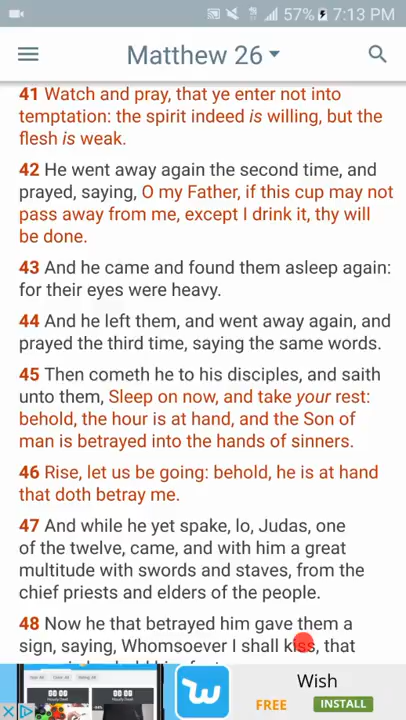 57% 7:13 PM
Matthew 26
41 Watch and pray, that ye enter not into
temptation: the spirit indeed is willing, but the
flesh is weak.
42 He went away again the second time, and
prayed, saying, O my Father, if this cup may not
pass away from me, except I drink it, thy will
be done.
43 And he came and found them asleep again:
for their eyes were heavy.
44 And he left them, and went away again, and
prayed the third time, saying the same words.
45 Then cometh he to his disciples, and saith
unto them, Sleep on now, and take your rest:
behold, the hour is at hand, and the Son of
man is betrayed into the hands of sinners.
46 Rise, let us be going: behold, he is at hand
that doth betray me.
47 And while he yet spake, lo, Judas, one
of the twelve, came, and with him a great
multitude with swords and staves, from the
chief priests and elders of the people.
48 Now he that betrayed him gave them a
sign, saying, Whomsoever I shall kiss, that
Wish
FREE INSTALL